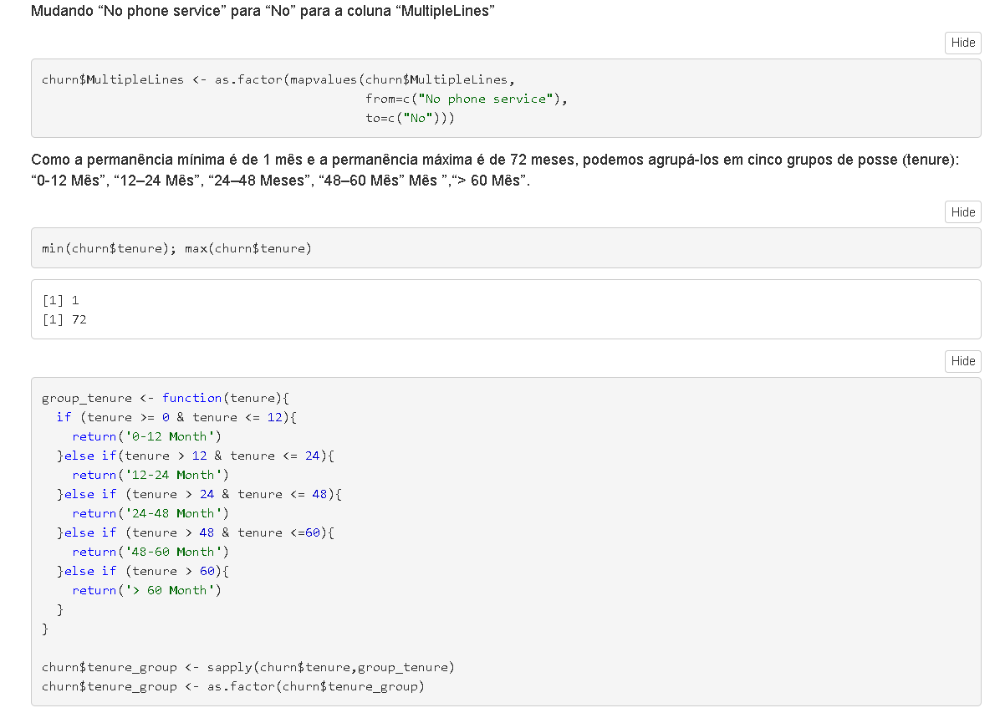 Mudando “No phone service” para “No” para a coluna “MultipleLines”
Hide
churn$MultipleLines <- as.factor(mapvalues(churn$MultipleLines,
                                           from=c("No phone service"),
                                           to=c("No")))
Como a permanência mínima é de 1 mês e a permanência máxima é de 72 meses, podemos agrupá-los em cinco grupos de posse (tenure):
“0-12 Mês”, “12–24 Mês”, “24–48 Meses”, “48–60 Mês” Mês ”,“> 60 Mês”.
Hide
min(churn$tenure); max(churn$tenure)
[1] 1
[1] 72
Hide
group_tenure <- function(tenure){
  if (tenure >= 0 & tenure <= 12){
    return('0-12 Month')
  }else if(tenure > 12 & tenure <= 24){
    return('12-24 Month')
  }else if (tenure > 24 & tenure <= 48){
    return('24-48 Month')
  }else if (tenure > 48 & tenure <=60){
    return('48-60 Month')
  }else if (tenure > 60){
    return('> 60 Month')
  }
}
churn$tenure_group <- sapply(churn$tenure,group_tenure)
churn$tenure_group <- as.factor(churn$tenure_group)